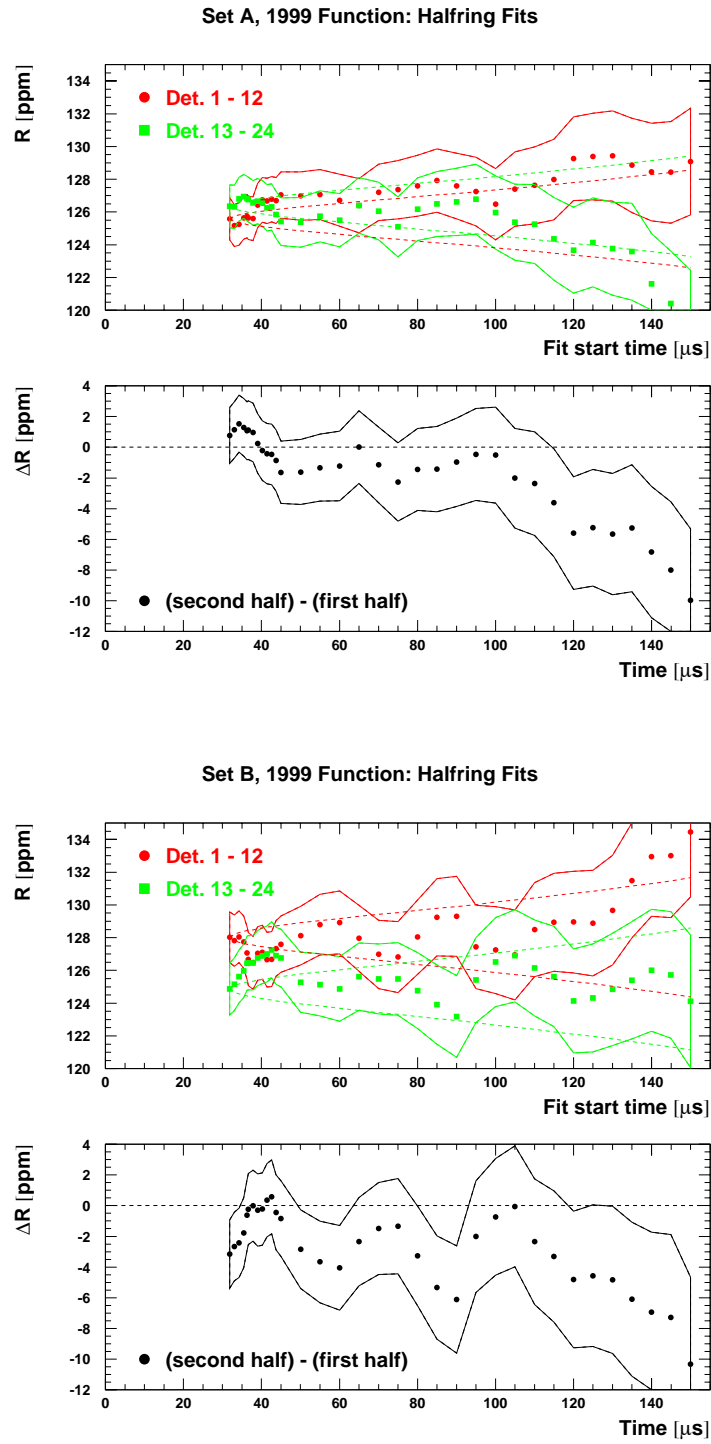 Set A, 1999 Function: Halfring Fits
R [ppm]
134
132
130
128
126
124
122
120
Det. 1 - 12
Det. 13 - 24
0 20 40 60 80 100 120 140
Fit start time [μs]
ΔR [ppm]
4
2
0
-2
-4
-6
-8
-10
-12
(second half) - (first half)
0 20 40 60 80 100 120 140
Time [μs]
Set B, 1999 Function: Halfring Fits
R [ppm]
134
132
130
128
126
124
122
120
Det. 1 - 12
Det. 13 - 24
0 20 40 60 80 100 120 140
Fit start time [μs]
ΔR [ppm]
4
2
0
-2
-4
-6
-8
-10
-12
(second half) - (first half)
0 20 40 60 80 100 120 140
Time [μs]